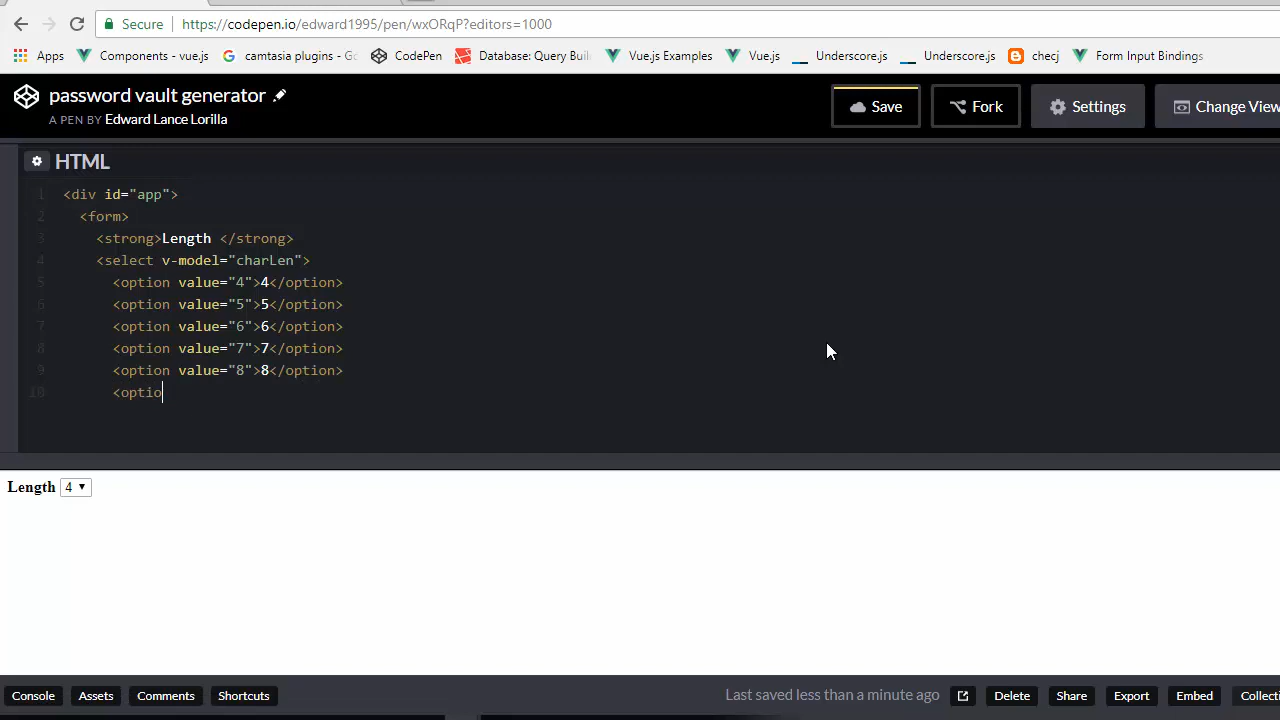 Secure https://codepen.io/edward1995/pen/wxORqP?editors=1000
Apps Components - vue.js camtasia plugins - Go CodePen Database: Query Buil Vue.js Examples Vue.js Underscore.js Underscore.js checj Form Input Bindings
password vault generator
A PEN BY Edward Lance Lorilla
Save Fork Settings Change View
HTML
1 <div id="app">
2 <form>
3 <strong>Length </strong>
4 <select v-model="charLen">
5 <option value="4">4</option>
6 <option value="5">5</option>
7 <option value="6">6</option>
8 <option value="7">7</option>
9 <option value="8">8</option>
10 <optio
Length 4
Console Assets Comments Shortcuts Last saved less than a minute ago Delete Share Export Embed Collecti